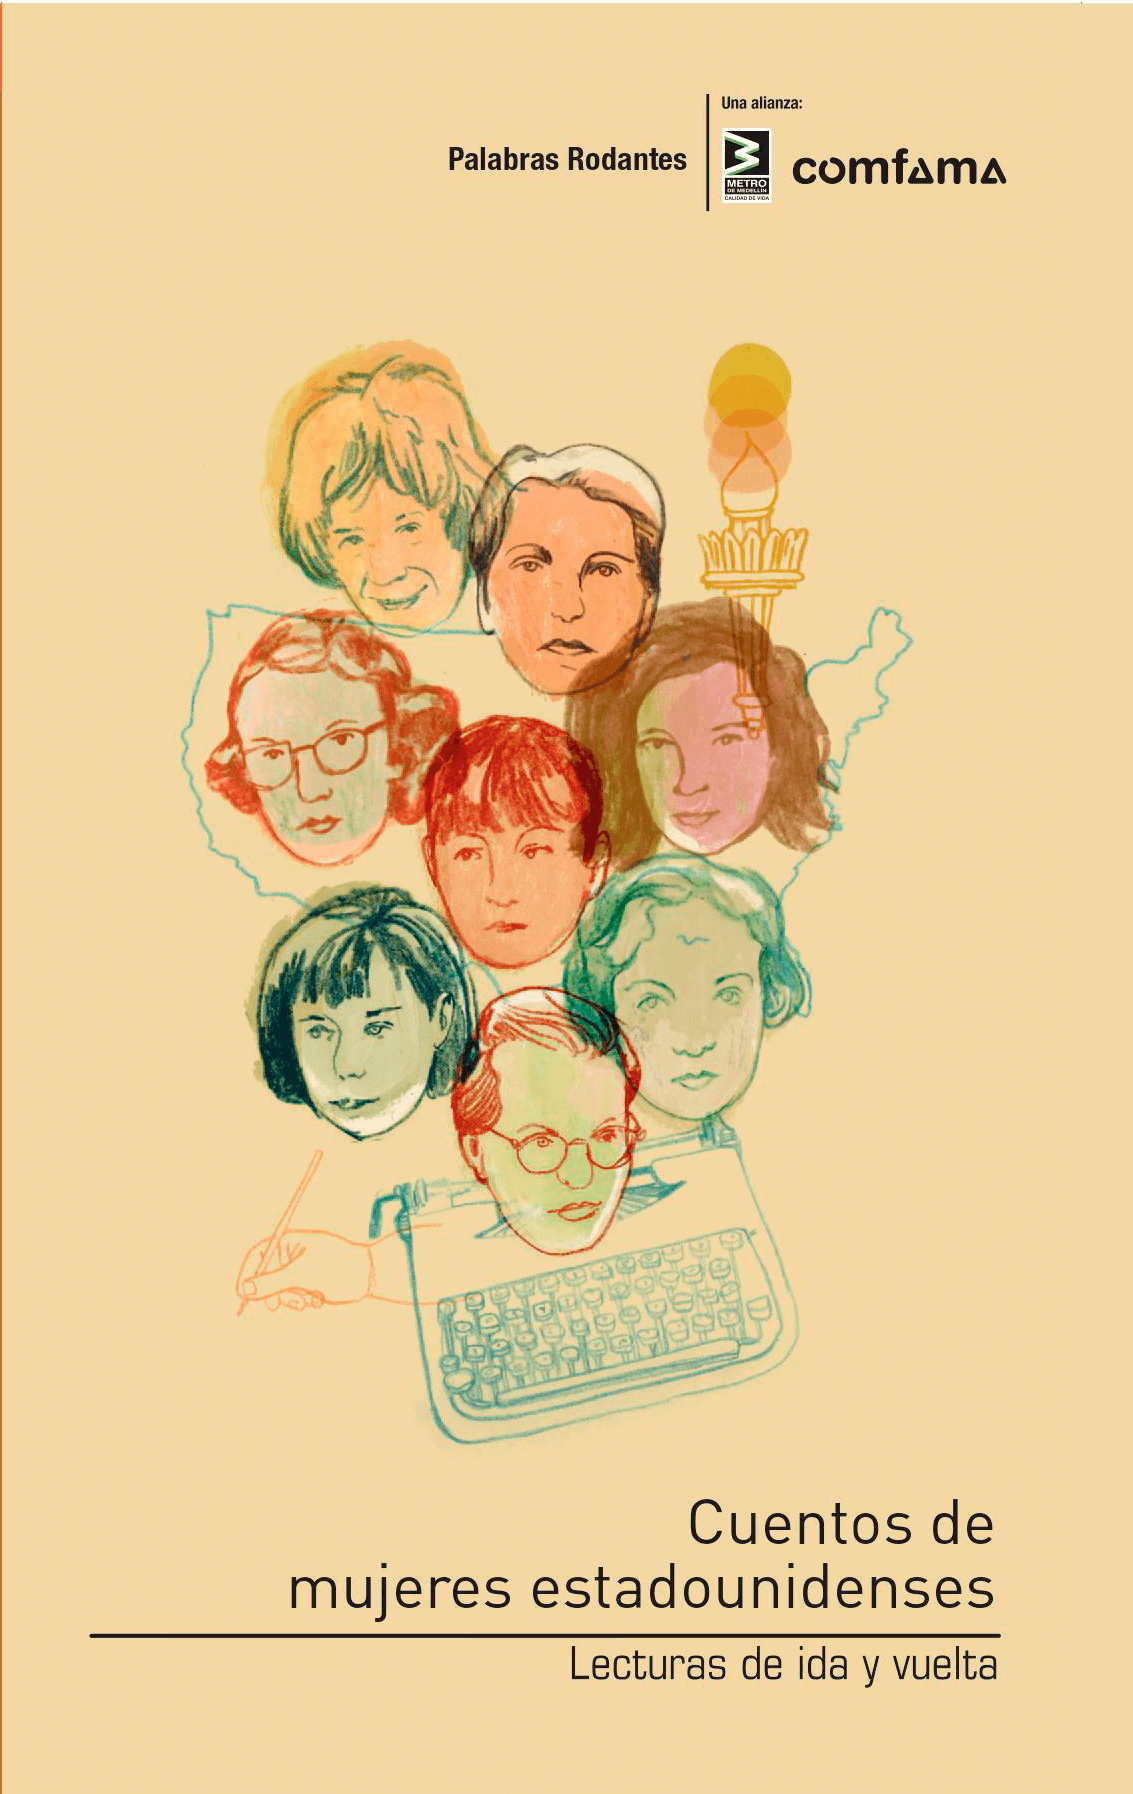 Una alianza:
Palabras Rodantes
METRO
DE MEDELLÍN
CALIDAD DE VIDA
comfama
Cuentos de
mujeres estadounidenses
Lecturas de ida y vuelta